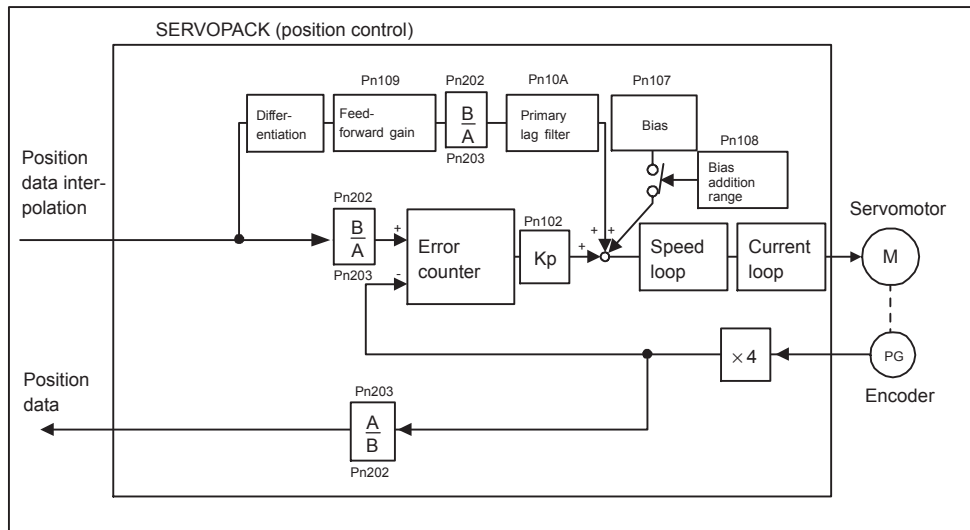 SERVOPACK (position control)
Pn109
Pn202
Pn10A
Pn107
Differ-
entiation
Feed-
forward gain
B
A
Primary
lag filter
Bias
Pn203
Pn108
Bias
addition
range
Position
data inter-
polation
Pn202
B
A
Pn203
+
-
Error
counter
Pn102
Kp
+
+
+
Speed
loop
Current
loop
Servomotor
M
×4
PG
Encoder
Position
data
Pn203
A
B
Pn202